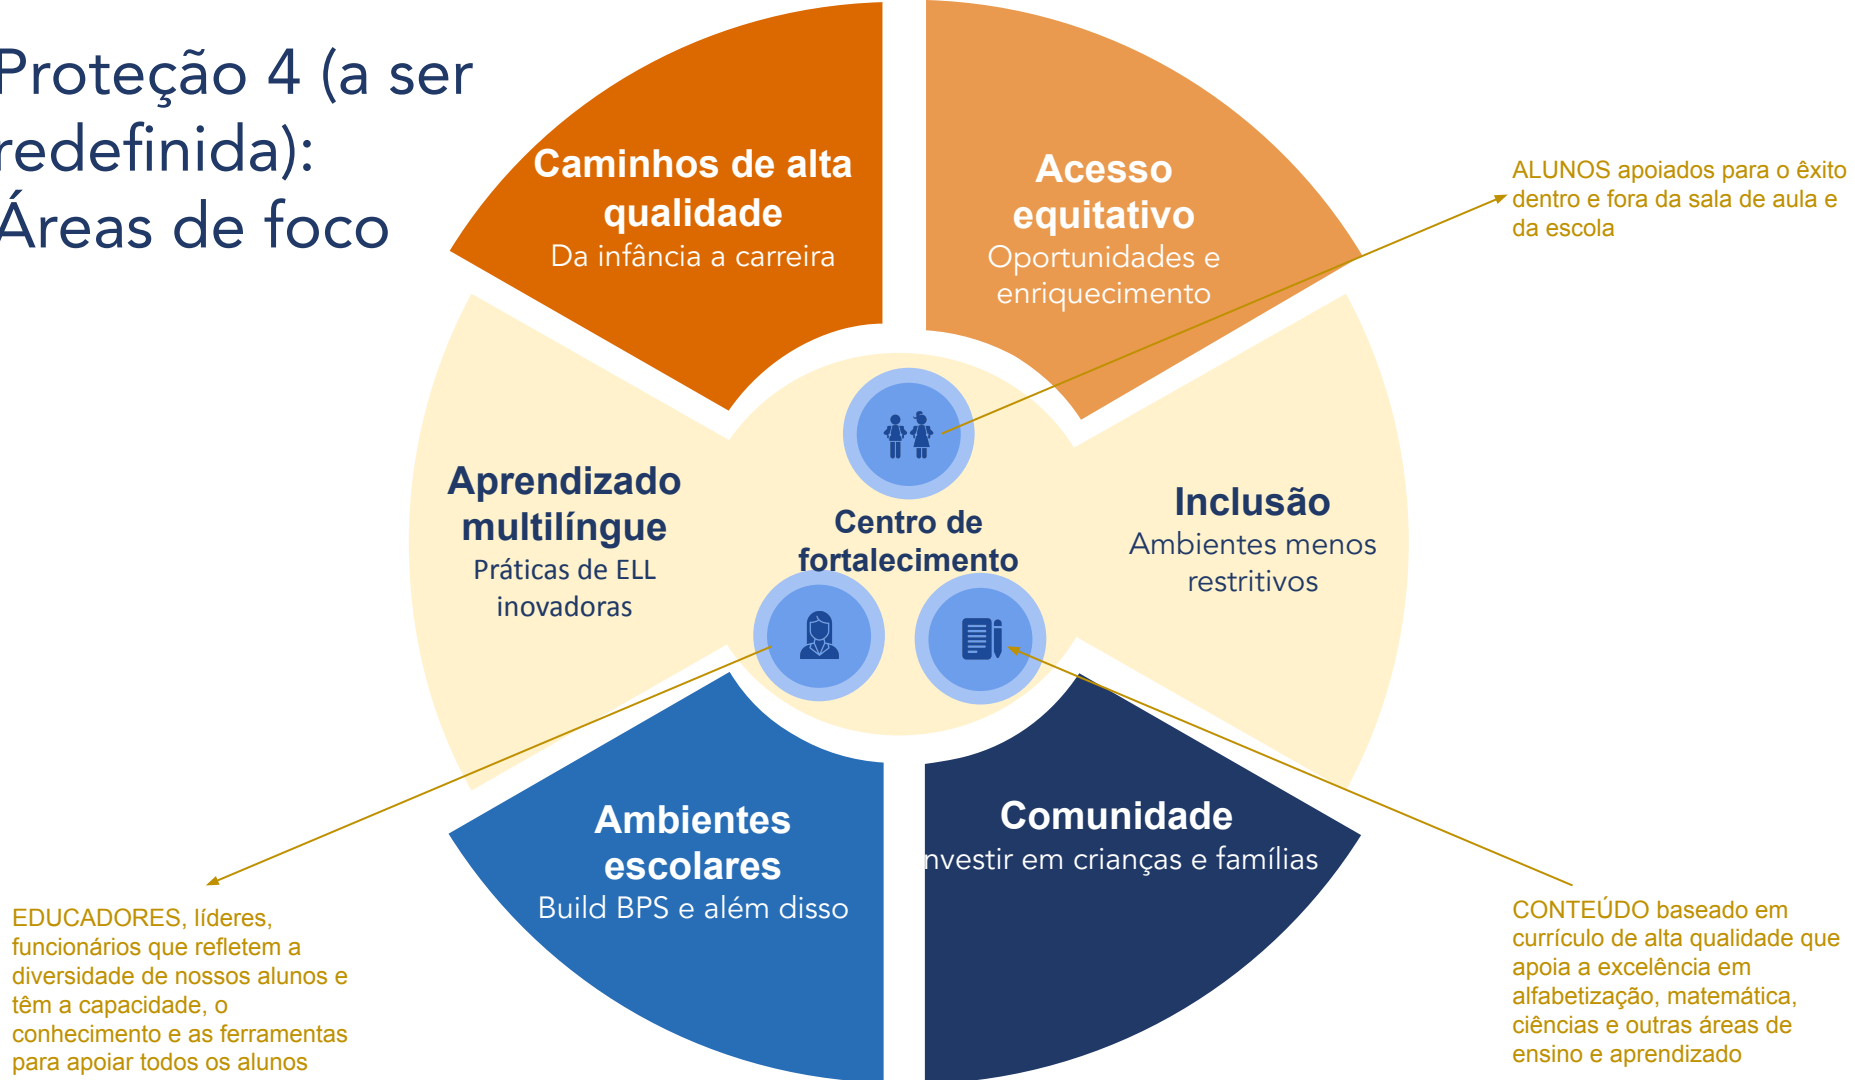 Proteção 4 (a ser
redefinida):
Áreas de foco
Caminhos de alta
qualidade
Da infância a carreira
Acesso
equitativo
Oportunidades e
enriquecimento
ALUNOS apoiados para o êxito
dentro e fora da sala de aula e
da escola
Aprendizado
multilíngue
Práticas de ELL
inovadoras
Centro de
fortalecimento
Inclusão
Ambientes menos
restritivos
Ambientes
escolares
Build BPS e além disso
Comunidade
nvestir em crianças e famílias
EDUCADORES, líderes,
funcionários que refletem a
diversidade de nossos alunos e
têm a capacidade, o
conhecimento e as ferramentas
para apoiar todos os alunos
CONTEÚDO baseado em
currículo de alta qualidade que
apoia a excelência em
alfabetização, matemática,
ciências e outras áreas de
ensino e aprendizado